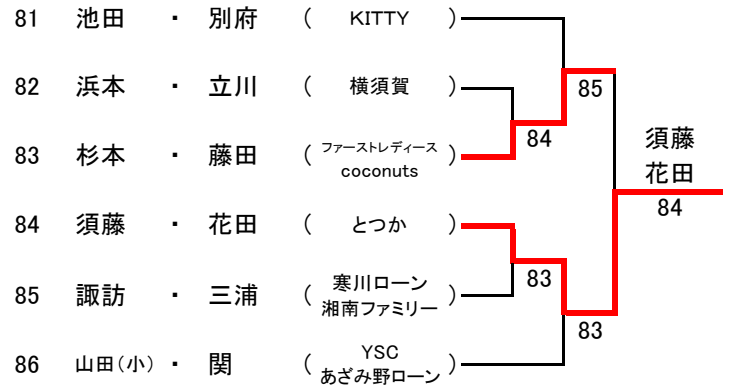 81 池田 ・ 別府 ( KITTY )
85
82 浜本 ・ 立川 ( 横須賀 )
84
83 杉本 ・ 藤田 ( ファーストレディース coconuts )
須藤
花田
84
84 須藤 ・ 花田 ( とつか )
83
85 諏訪 ・ 三浦 ( 寒川ローン 湘南ファミリー )
83
86 山田(小) ・ 関 ( YSC あざみ野ローン )